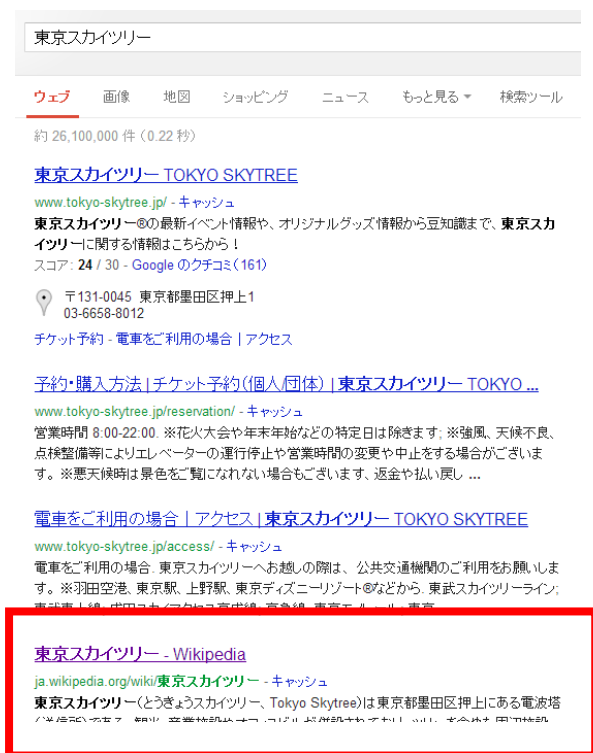 東京スカイツリー
ウェブ 画像 地図 ショッピング ニュース もっと見る 検索ツール
約 26,100,000 件 (0.22 秒)
東京スカイツリー TOKYO SKYTREE
www.tokyo-skytree.jp/ - キャッシュ
東京スカイツリー®の最新イベント情報や、オリジナルグッズ情報から豆知識まで、東京スカ
イツリーに関する情報はこちらから！
スコア: 24 / 30 - Google のクチコミ(161)
〒131-0045 東京都墨田区押上1
03-6658-8012
チケット予約 - 電車をご利用の場合｜アクセス
予約・購入方法 | チケット予約(個人/団体) | 東京スカイツリー TOKYO ...
www.tokyo-skytree.jp/reservation/ - キャッシュ
営業時間 8:00-22:00. ※花火大会や年末年始などの特定日は除きます; ※強風、天候不良、
点検整備等によりエレベーターの運行停止や営業時間の変更や中止をする場合がございま
す。※悪天候時は景色をご覧になれない場合もございます、返金や払い戻し ...
電車をご利用の場合｜アクセス | 東京スカイツリー TOKYO SKYTREE
www.tokyo-skytree.jp/access/ - キャッシュ
電車をご利用の場合. 東京スカイツリーへお越しの際は、公共交通機関のご利用をお願いしま
す。※羽田空港、東京駅、上野駅、東京ディズニーリゾート®などから. 東武スカイツリーライン;
東京スカイツリー - Wikipedia
ja.wikipedia.org/wiki/東京スカイツリー - キャッシュ
東京スカイツリー(とうきょうスカイツリー、Tokyo Skytree)は東京都墨田区押上にある電波塔